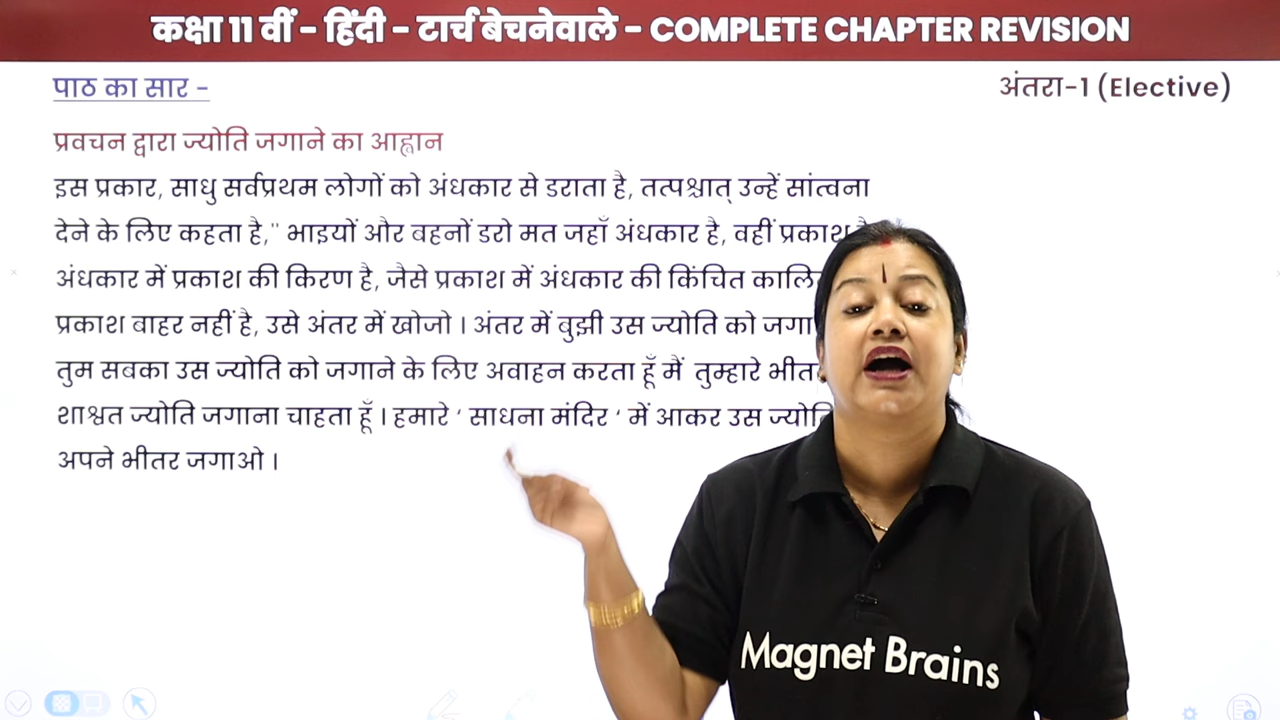 कक्षा 11 वीं - हिंदी - टार्च बेचनेवाले - COMPLETE CHAPTER REVISION
पाठ का सार -
अंतरा-1 (Elective)
प्रवचन द्वारा ज्योति जगाने का आह्वान
इस प्रकार, साधु सर्वप्रथम लोगों को अंधकार से डराता है, तत्पश्चात् उन्हें सांत्वना
देने के लिए कहता है,'' भाइयों और बहनों डरो मत जहाँ अंधकार है, वहीं प्रकाश
अंधकार में प्रकाश की किरण है, जैसे प्रकाश में अंधकार की किंचित
प्रकाश बाहर नहीं है, उसे अंतर में खोजो । अंतर में बुझी उस ज्योति को
तुम सबका उस ज्योति को जगाने के लिए अवाहन करता हूँ मैं तुम्हारे
शाश्वत ज्योति जगाना चाहता हूँ । हमारे ‘ साधना मंदिर ‘ में आकर उस
अपने भीतर जगाओ ।
Magnet Brains